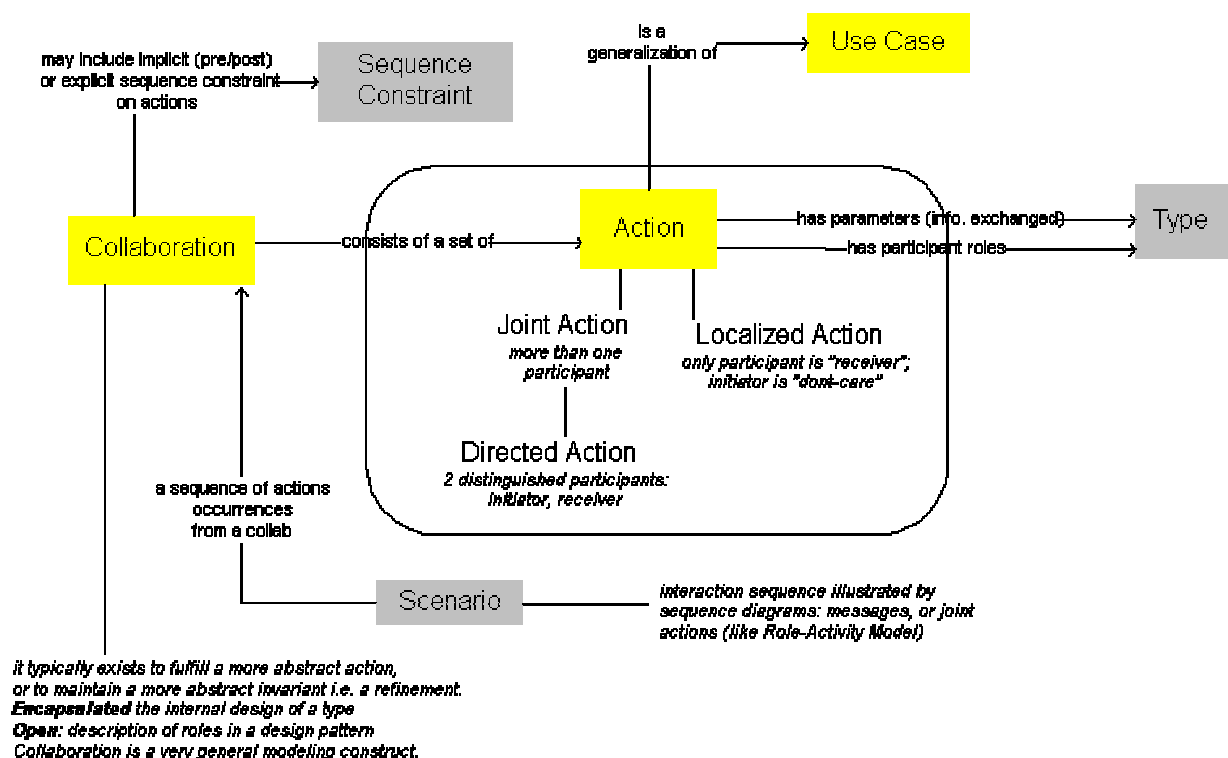 is a
generalization of
Use Case
may include implicit (pre/post)
or explicit sequence constraint
on actions
Sequence
Constraint
Collaboration
consists of a set of
Action
has parameters (info. exchanged)
has participant roles
Type
Joint Action
more than one
participant
Localized Action
only participant is "receiver";
initiator is "dont-care"
Directed Action
2 distinguished participants:
initiator, receiver
a sequence of actions
occurrences
from a collab
Scenario
interaction sequence illustrated by
sequence diagrams: messages, or joint
actions (like Role-Activity Model)
it typically exists to fulfill a more abstract action,
or to maintain a more abstract invariant i.e. a refinement.
Encapsulated the internal design of a type
Open: description of roles in a design pattern
Collaboration is a very general modeling construct.